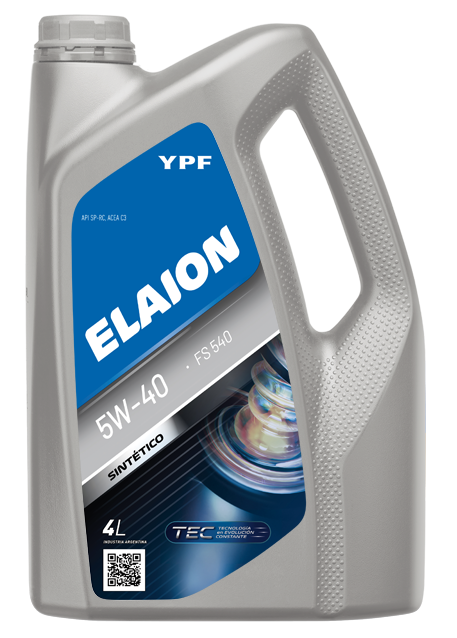 YPF
API SP-RC, ACEA C3
ELAION
5W-40 • FS 540
SINTÉTICO
4L
INDUSTRIA ARGENTINA
TEC TECNOLOGÍA
EN EVOLUCIÓN
CONSTANTE